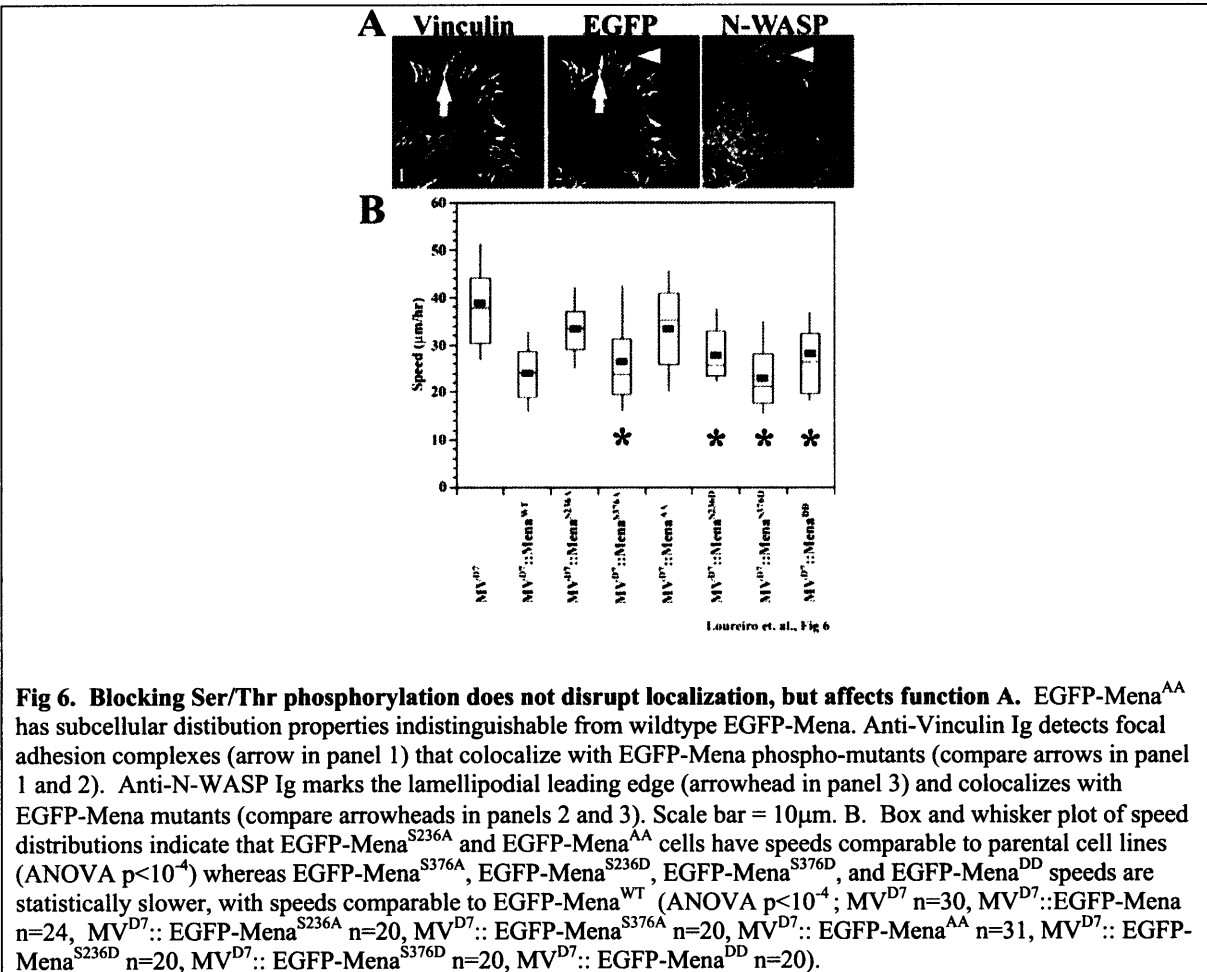 A Vinculin EGFP N-WASP
1
B
60
50
40
30
20
10
0
Speed (µm/hr)
* * * *
MV^D7
MV^D7::Mena^WT
MV^D7::Mena^S236A
MV^D7::Mena^S376A
MV^D7::Mena^AA
MV^D7::Mena^S236D
MV^D7::Mena^S376D
MV^D7::Mena^DD
Loureiro et. al., Fig 6
Fig 6. Blocking Ser/Thr phosphorylation does not disrupt localization, but affects function A. EGFP-Mena^AA
has subcellular distibution properties indistinguishable from wildtype EGFP-Mena. Anti-Vinculin Ig detects focal
adhesion complexes (arrow in panel 1) that colocalize with EGFP-Mena phospho-mutants (compare arrows in panel
1 and 2). Anti-N-WASP Ig marks the lamellipodial leading edge (arrowhead in panel 3) and colocalizes with
EGFP-Mena mutants (compare arrowheads in panels 2 and 3). Scale bar = 10µm. B. Box and whisker plot of speed
distributions indicate that EGFP-Mena^S236A and EGFP-Mena^AA cells have speeds comparable to parental cell lines
(ANOVA p<10^-4) whereas EGFP-Mena^S376A, EGFP-Mena^S236D, EGFP-Mena^S376D, and EGFP-Mena^DD speeds are
statistically slower, with speeds comparable to EGFP-Mena^WT (ANOVA p<10^-4; MV^D7 n=30, MV^D7::EGFP-Mena
n=24, MV^D7:: EGFP-Mena^S236A n=20, MV^D7:: EGFP-Mena^S376A n=20, MV^D7:: EGFP-Mena^AA n=31, MV^D7:: EGFP-
Mena^S236D n=20, MV^D7:: EGFP-Mena^S376D n=20, MV^D7:: EGFP-Mena^DD n=20).